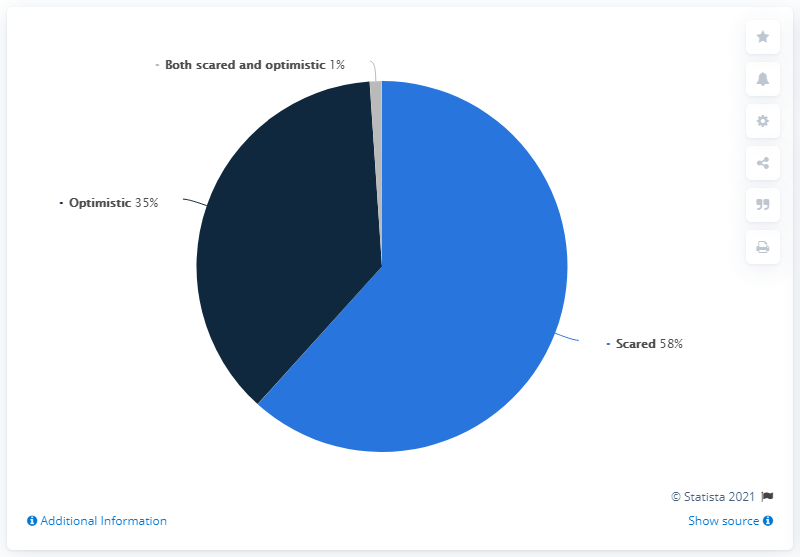 Both scared and optimistic 1%
Optimistic 35%
Scared 58%
© Statista 2021
Additional Information
Show source